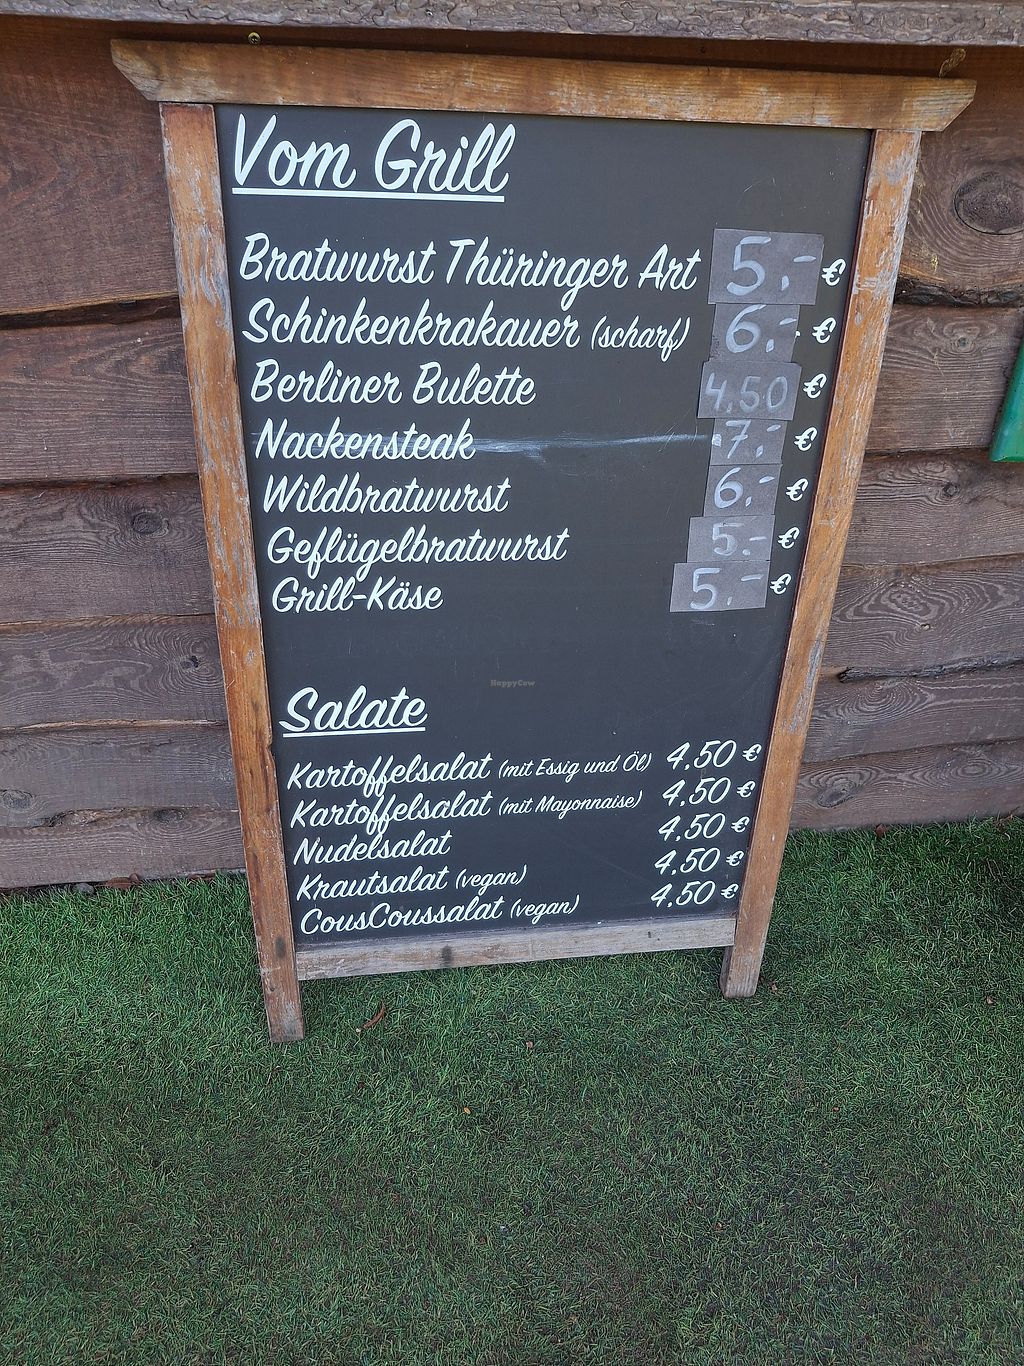 Vom Grill
Bratwurst Thüringer Art 5,- €
Schinkenkrakauer (scharf) 6,- €
Berliner Bulette 4,50 €
Nackensteak 7,- €
Wildbratwurst 6,- €
Geflügelbratwurst 5,- €
Grill-Käse 5,- €
HappyCow
Salate
Kartoffelsalat (mit Essig und Öl) 4,50 €
Kartoffelsalat (mit Mayonnaise) 4,50 €
Nudelsalat 4,50 €
Krautsalat (vegan) 4,50 €
CousCoussalat (vegan) 4,50 €